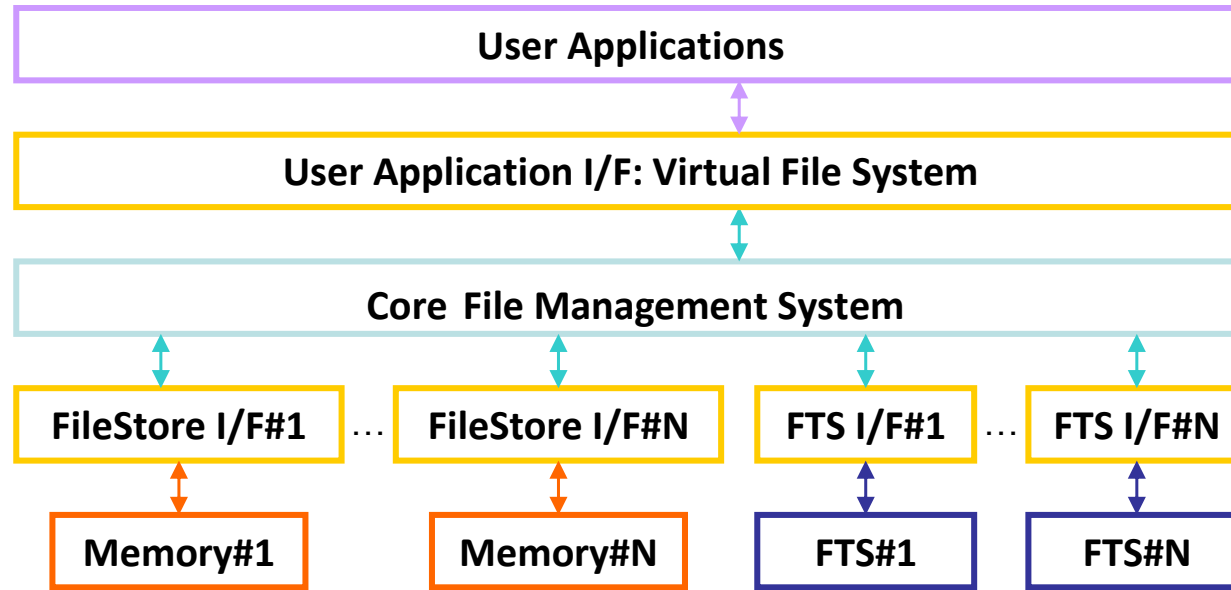 User Applications
User Application I/F: Virtual File System
Core File Management System
FileStore I/F#1 ... FileStore I/F#N FTS I/F#1 ... FTS I/F#N
Memory#1 Memory#N FTS#1 FTS#N